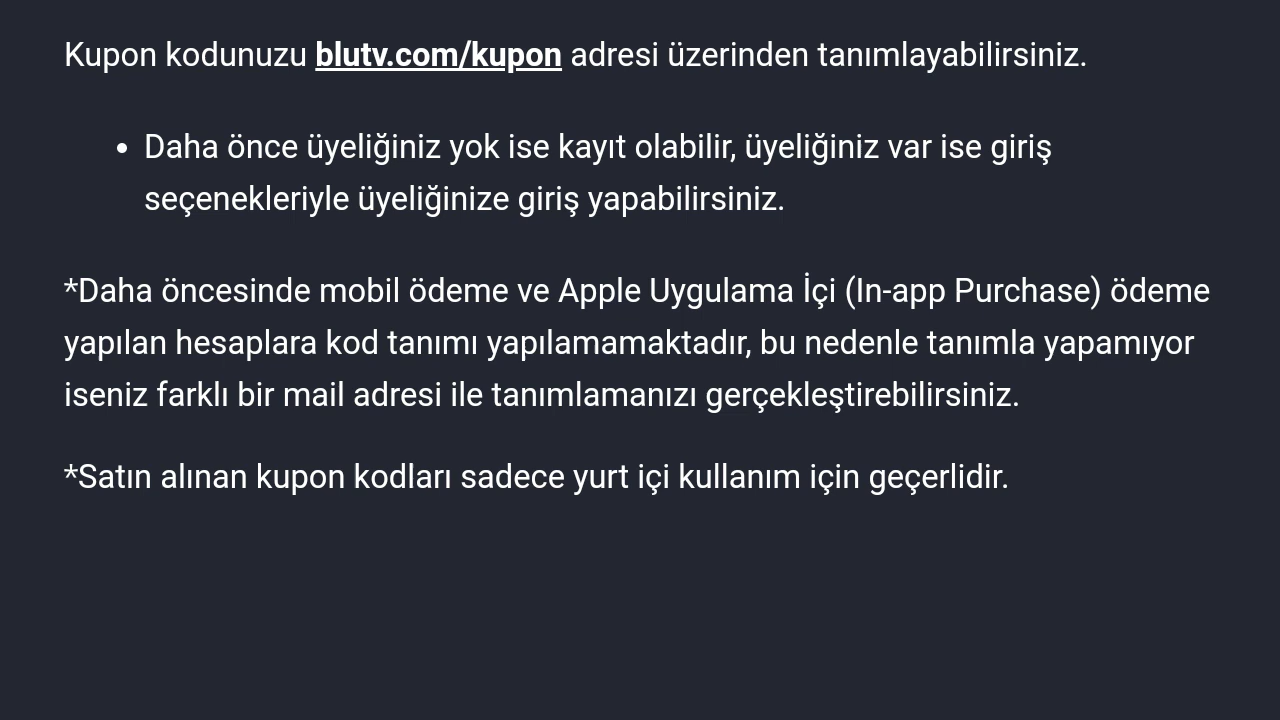 Kupon kodunuzu blutv.com/kupon adresi üzerinden tanımlayabilirsiniz.
• Daha önce üyeliğiniz yok ise kayıt olabilir, üyeliğiniz var ise giriş
seçenekleriyle üyeliğinize giriş yapabilirsiniz.
*Daha öncesinde mobil ödeme ve Apple Uygulama İçi (In-app Purchase) ödeme
yapılan hesaplara kod tanımı yapılamamaktadır, bu nedenle tanımla yapamıyor
iseniz farklı bir mail adresi ile tanımlamanızı gerçekleştirebilirsiniz.
*Satın alınan kupon kodları sadece yurt içi kullanım için geçerlidir.